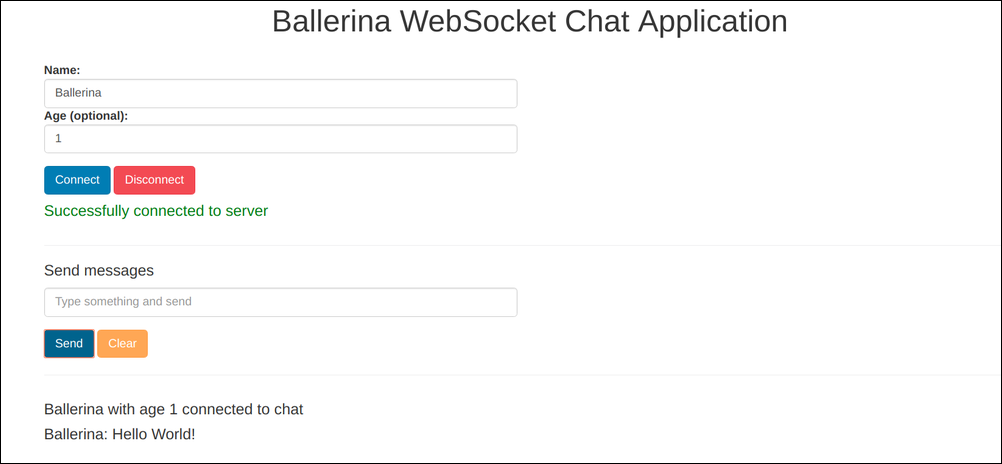 Ballerina WebSocket Chat Application
Name:
Ballerina
Age (optional):
1
Connect Disconnect
Successfully connected to server
Send messages
Type something and send
Send Clear
Ballerina with age 1 connected to chat
Ballerina: Hello World!